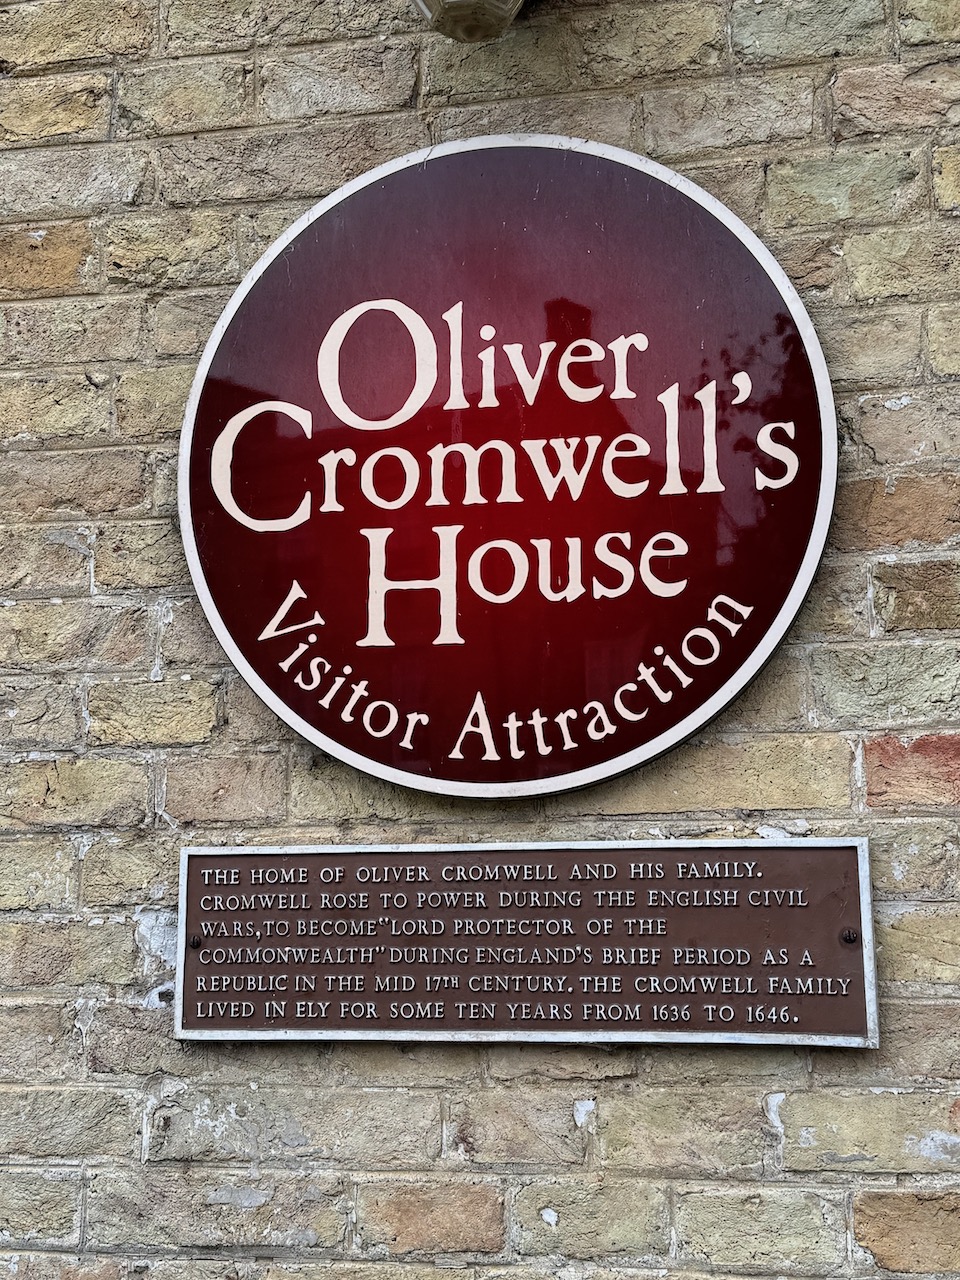 Oliver
Cromwell's
House
Visitor Attraction
THE HOME OF OLIVER CROMWELL AND HIS FAMILY.
CROMWELL ROSE TO POWER DURING THE ENGLISH CIVIL
WARS, TO BECOME "LORD PROTECTOR OF THE
COMMONWEALTH" DURING ENGLAND'S BRIEF PERIOD AS A
REPUBLIC IN THE MID 17TH CENTURY. THE CROMWELL FAMILY
LIVED IN ELY FOR SOME TEN YEARS FROM 1636 TO 1646.